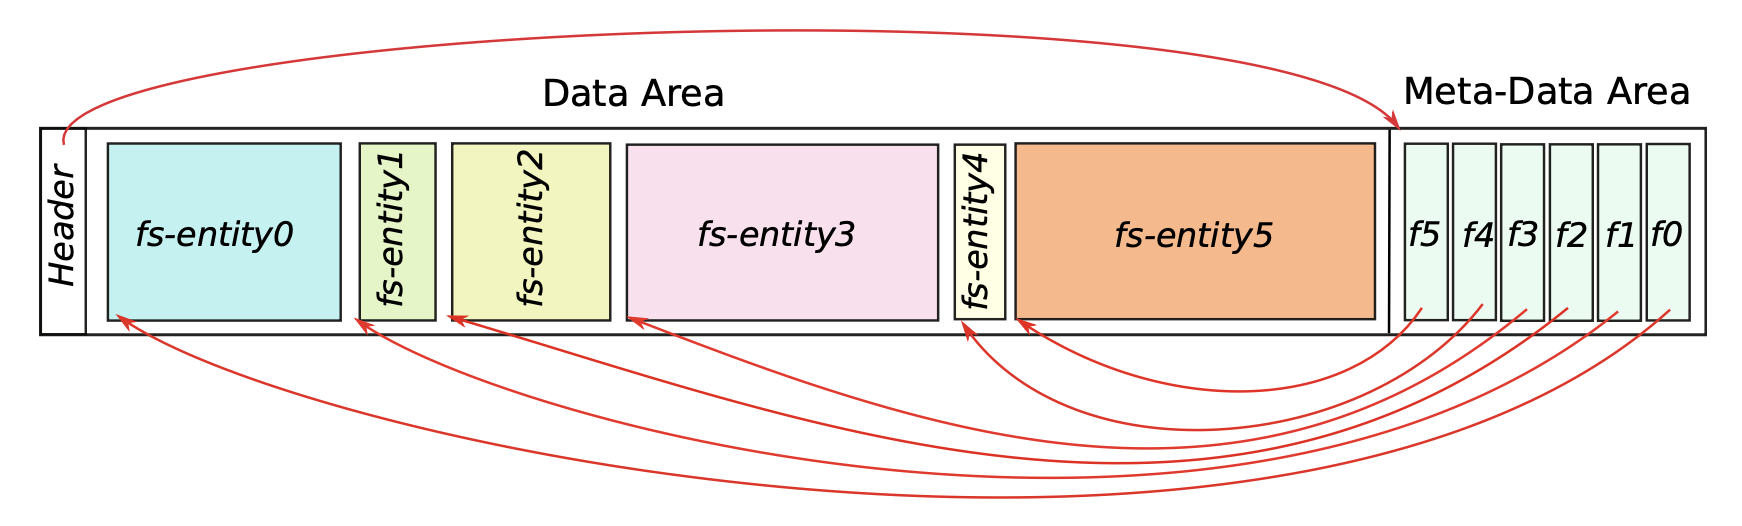 Data Area
Meta-Data Area
Header
fs-entity0
fs-entity1
fs-entity2
fs-entity3
fs-entity4
fs-entity5
f5
f4
f3
f2
f1
f0